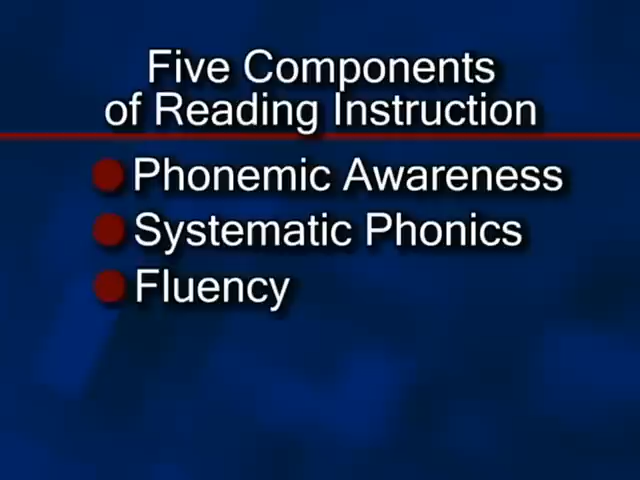 Five Components
of Reading Instruction
Phonemic Awareness
Systematic Phonics
Fluency